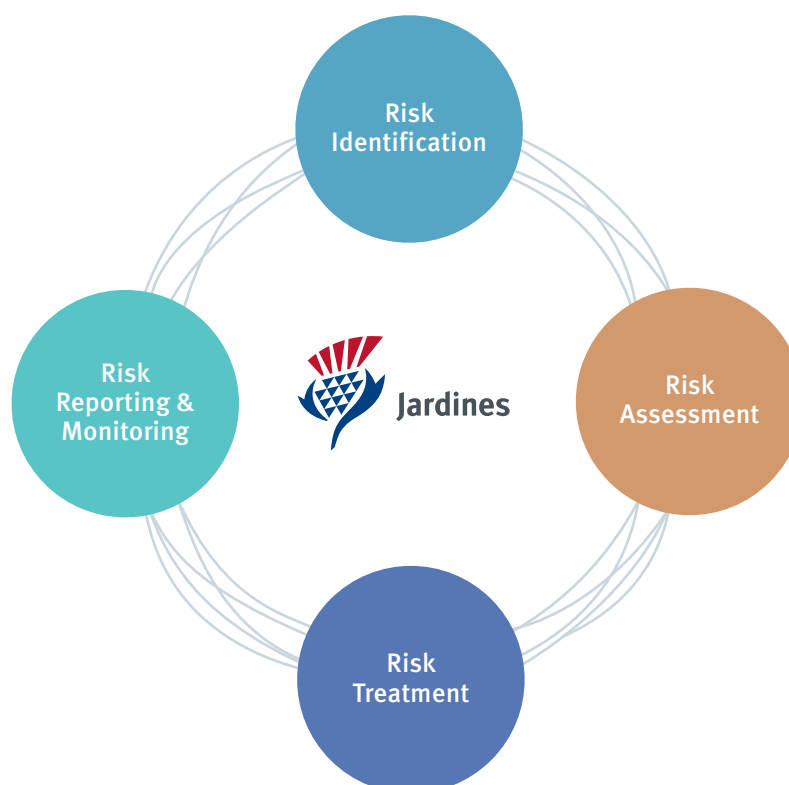 Risk
Identification
Risk
Assessment
Risk
Treatment
Risk
Reporting &
Monitoring
Jardines